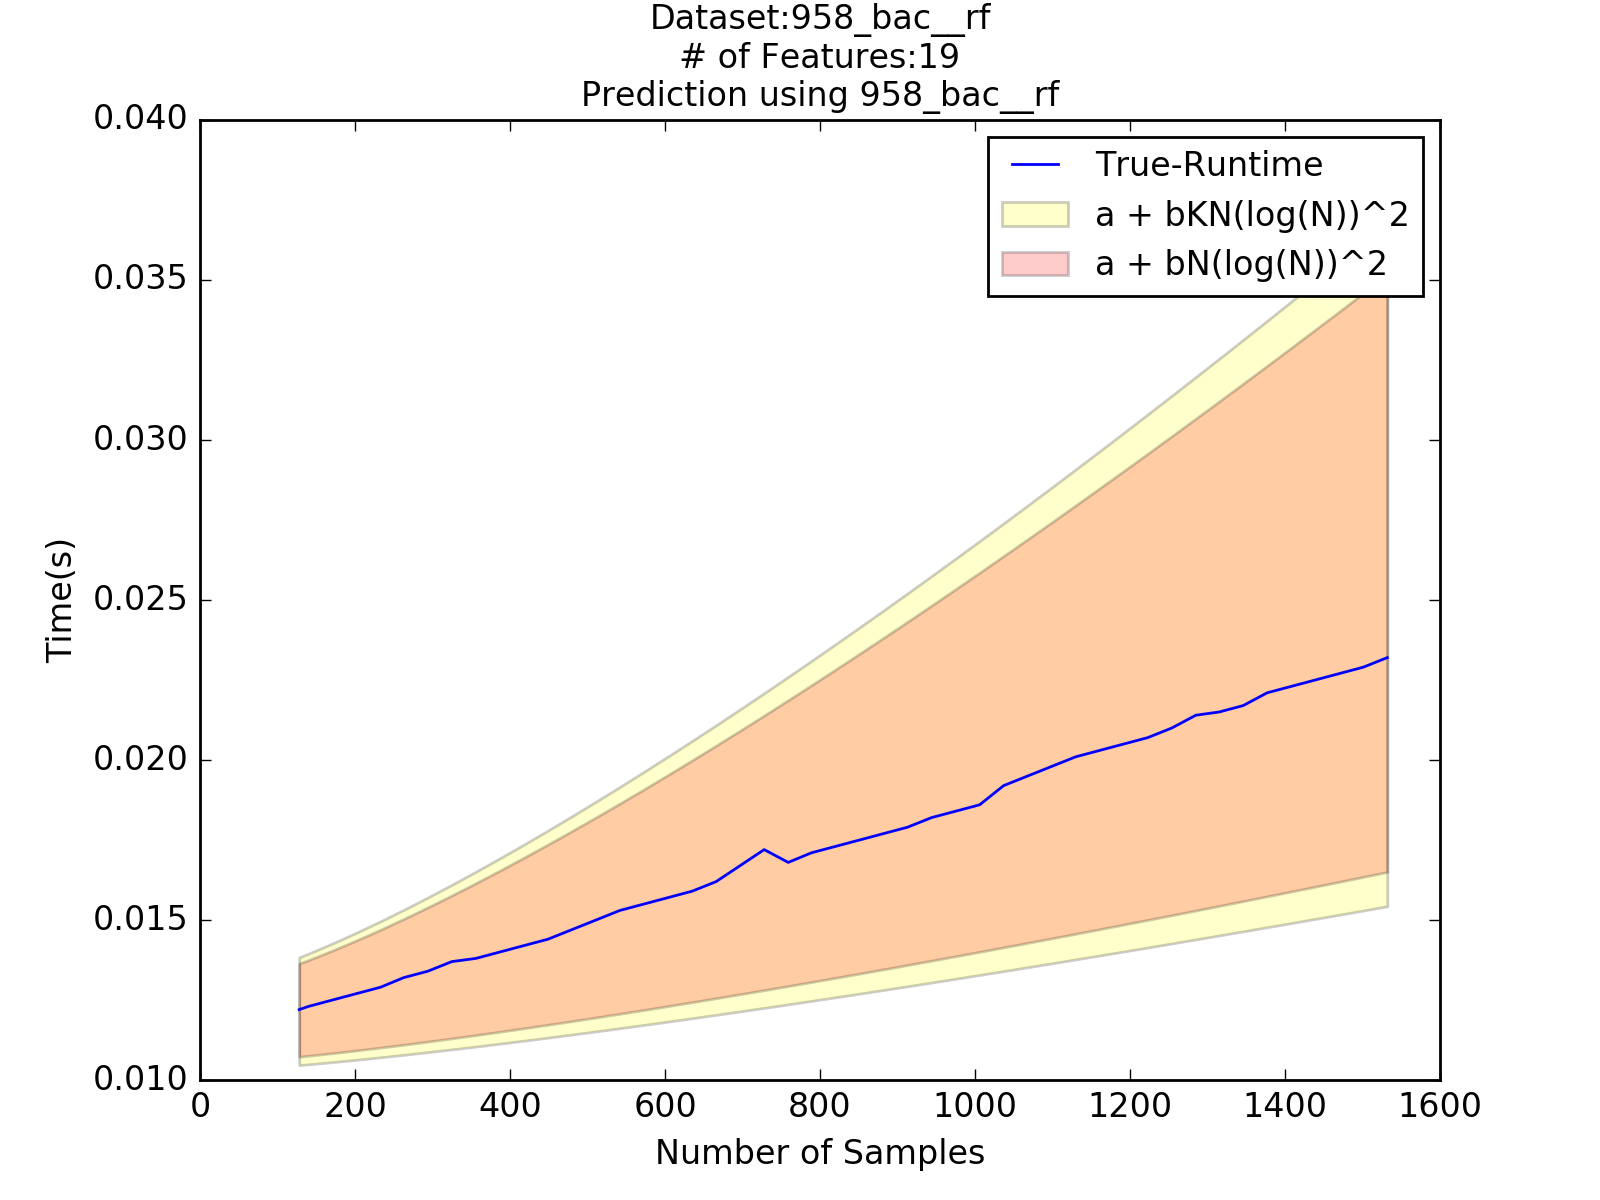 Dataset:958_bac__rf
# of Features:19
Prediction using 958_bac__rf
0.040
0.035
0.030
0.025
0.020
0.015
0.010
Time(s)
True-Runtime
a + bKN(log(N))^2
a + bN(log(N))^2
0 200 400 600 800 1000 1200 1400 1600
Number of Samples